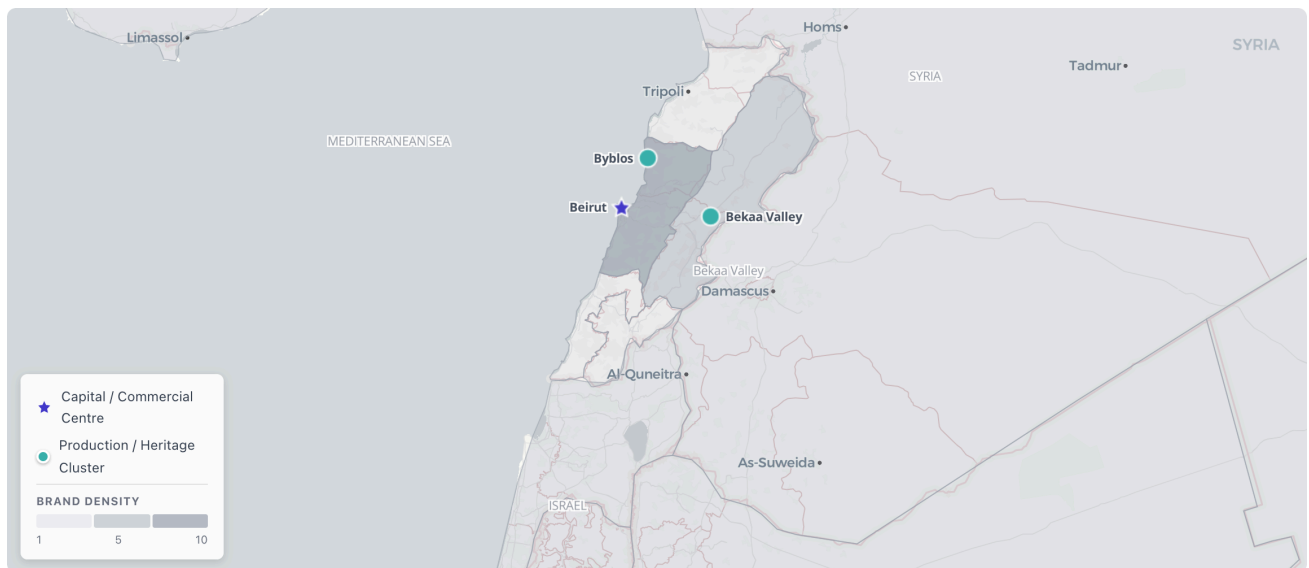 Limassol
Homs
SYRIA
Tadmur
SYRIA
Tripoli
MEDITERRANEAN SEA
Byblos
Beirut
Bekaa Valley
Bekaa Valley
Damascus
Al-Quneitra
As-Suweida
ISRAEL
Capital / Commercial
Centre
Production / Heritage
Cluster
BRAND DENSITY
1 5 10